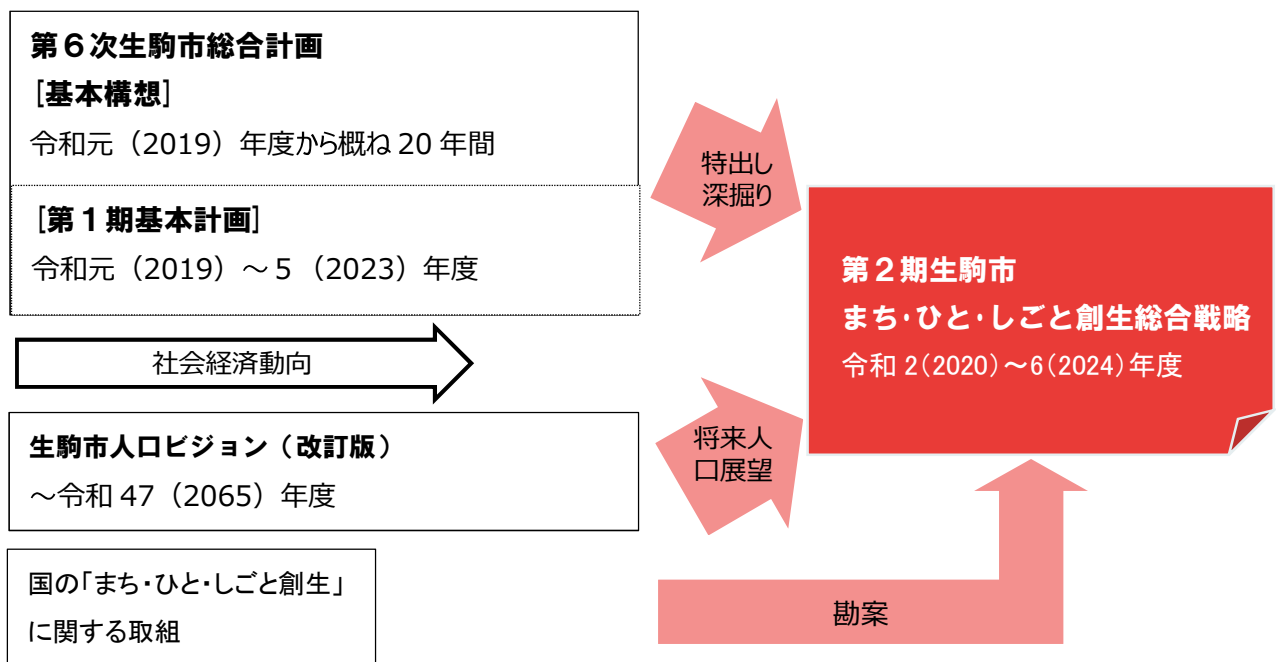 第６次生駒市総合計画
[基本構想]
令和元（2019）年度から概ね 20 年間
[第１期基本計画]
令和元（2019）～５（2023）年度
社会経済動向
生駒市人口ビジョン（改訂版）
～令和 47（2065）年度
国の「まち・ひと・しごと創生」
に関する取組
特出し
深掘り
将来人
口展望
勘案
第２期生駒市
まち・ひと・しごと創生総合戦略
令和 2（2020）～6（2024）年度